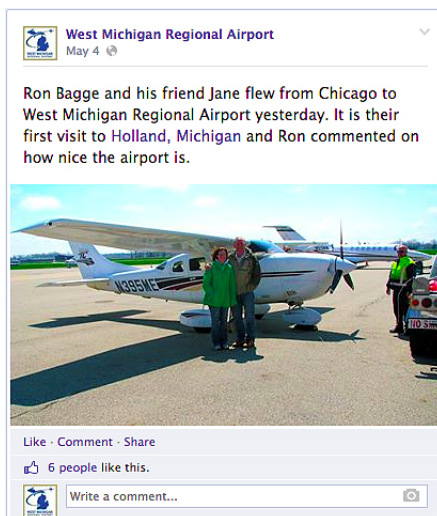 West Michigan Regional Airport
May 4
Ron Bagge and his friend Jane flew from Chicago to
West Michigan Regional Airport yesterday. It is their
first visit to Holland, Michigan and Ron commented on
how nice the airport is.
N395ME
Like · Comment · Share
6 people like this.
Write a comment...